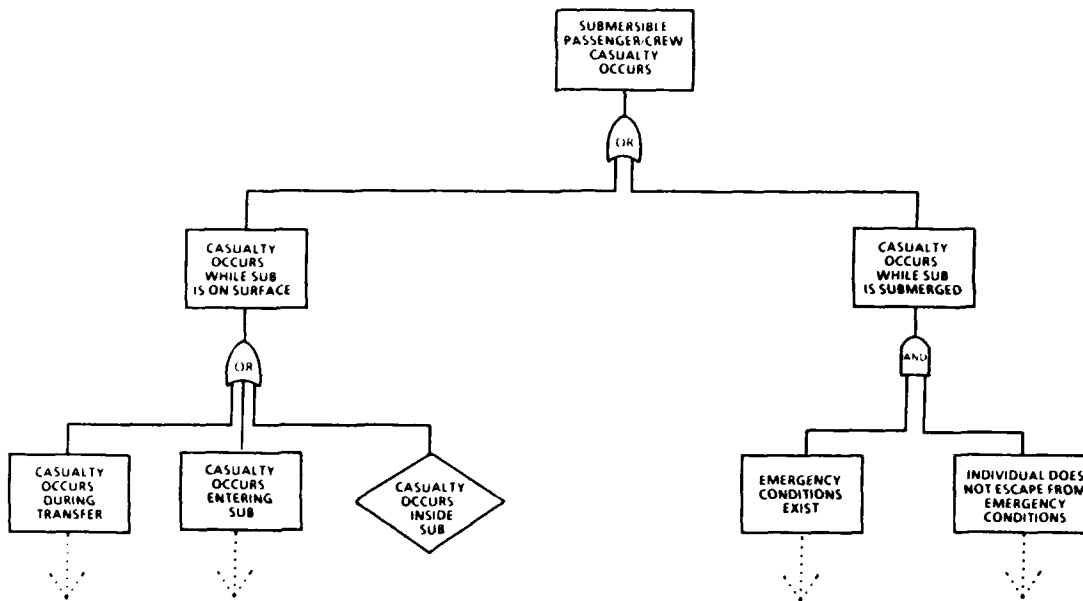 SUBMERSIBLE
PASSENGER/CREW
CASUALTY
OCCURS
OR
CASUALTY
OCCURS
WHILE SUB
IS ON SURFACE
CASUALTY
OCCURS
WHILE SUB
IS SUBMERGED
OR
AND
CASUALTY
OCCURS
DURING
TRANSFER
CASUALTY
OCCURS
ENTERING
SUB
CASUALTY
OCCURS
INSIDE
SUB
EMERGENCY
CONDITIONS
EXIST
INDIVIDUAL DOES
NOT ESCAPE FROM
EMERGENCY
CONDITIONS